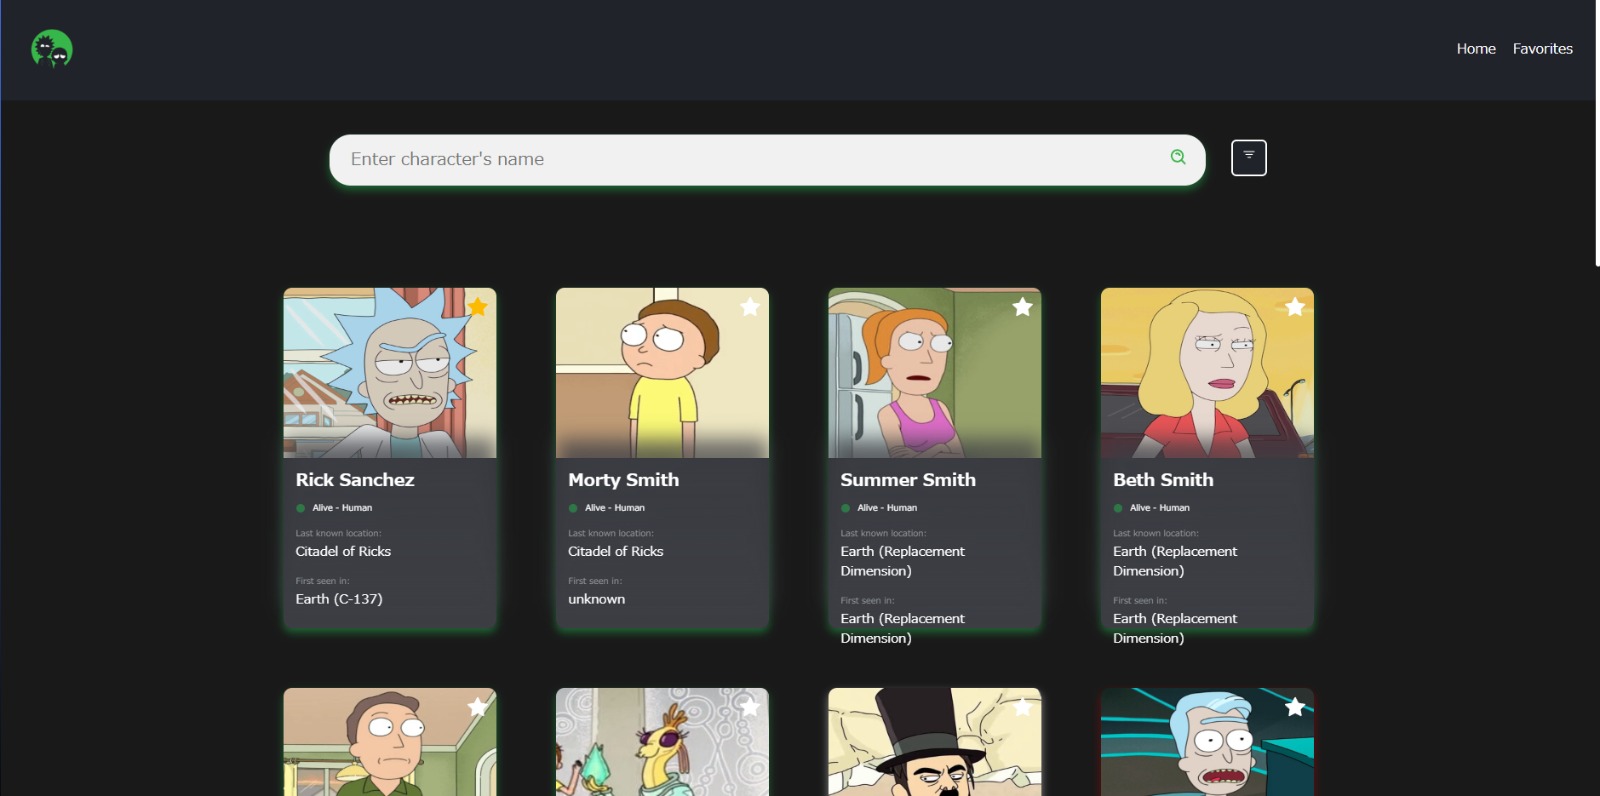 Home Favorites
Enter character's name
Rick Sanchez
Alive - Human
Last known location:
Citadel of Ricks
First seen in:
Earth (C-137)
Morty Smith
Alive - Human
Last known location:
Citadel of Ricks
First seen in:
unknown
Summer Smith
Alive - Human
Last known location:
Earth (Replacement
Dimension)
First seen in:
Earth (Replacement
Dimension)
Beth Smith
Alive - Human
Last known location:
Earth (Replacement
Dimension)
First seen in:
Earth (Replacement
Dimension)